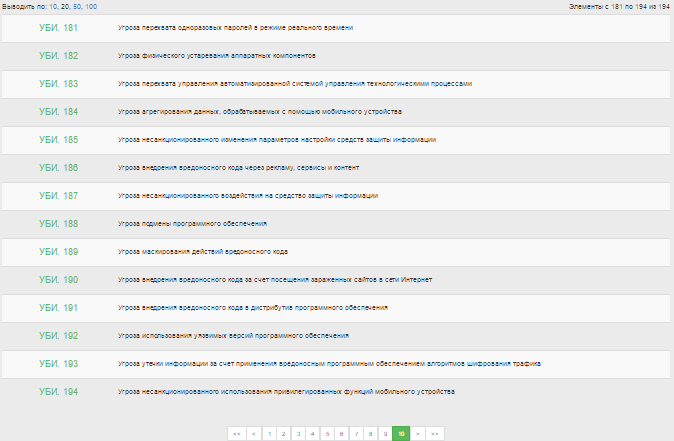 Выводить по: 10, 20, 50, 100 Элементы с 181 по 194 из 194
УБИ. 181 Угроза перехвата одноразовых паролей в режиме реального времени
УБИ. 182 Угроза физического устаревания аппаратных компонентов
УБИ. 183 Угроза перехвата управления автоматизированной системой управления технологическими процессами
УБИ. 184 Угроза агрегирования данных, обрабатываемых с помощью мобильного устройства
УБИ. 185 Угроза несанкционированного изменения параметров настройки средств защиты информации
УБИ. 186 Угроза внедрения вредоносного кода через рекламу, сервисы и контент
УБИ. 187 Угроза несанкционированного воздействия на средство защиты информации
УБИ. 188 Угроза подмены программного обеспечения
УБИ. 189 Угроза маскирования действий вредоносного кода
УБИ. 190 Угроза внедрения вредоносного кода за счет посещения зараженных сайтов в сети Интернет
УБИ. 191 Угроза внедрения вредоносного кода в дистрибутив программного обеспечения
УБИ. 192 Угроза использования уязвимых версий программного обеспечения
УБИ. 193 Угроза утечки информации за счет применения вредоносным программным обеспечением алгоритмов шифрования трафика
УБИ. 194 Угроза несанкционированного использования привилегированных функций мобильного устройства
<< < 1 2 3 4 5 6 7 8 9 10 > >>